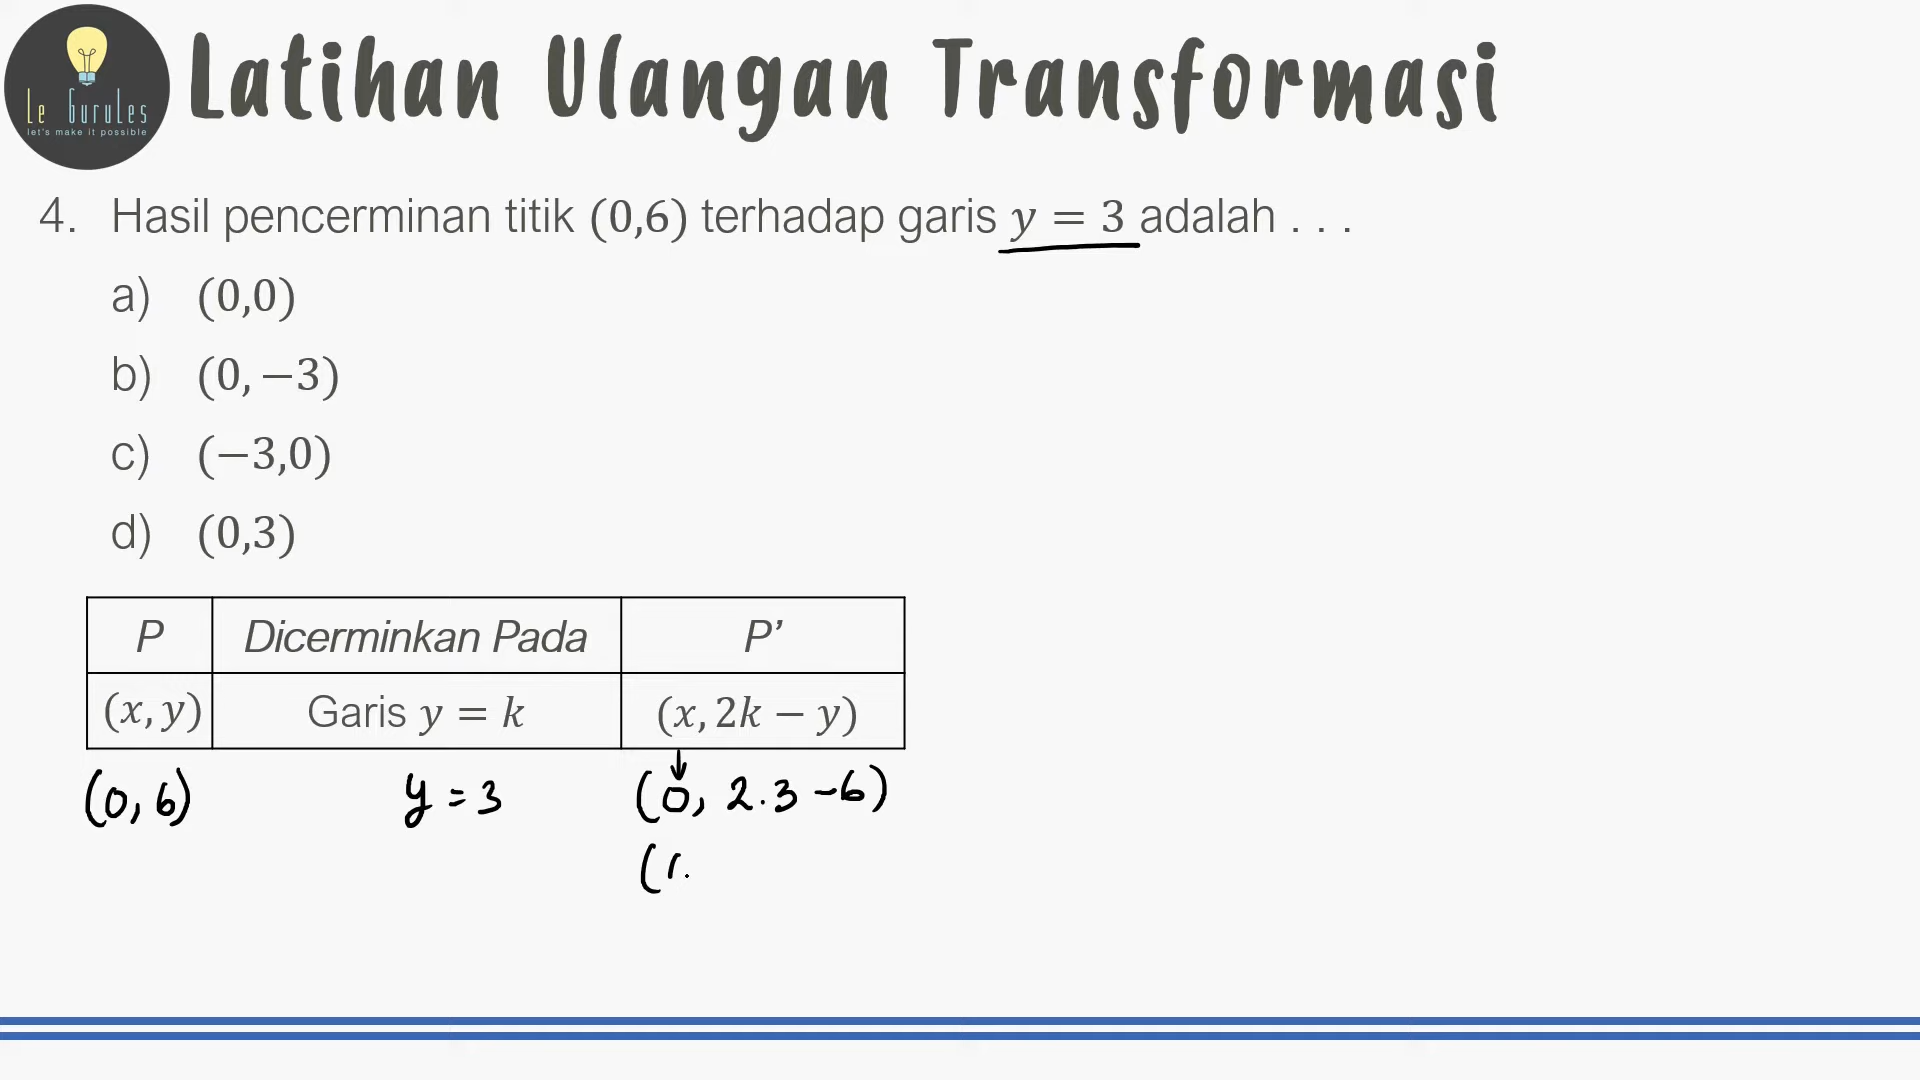 Le GuruLes
let's make it possible
Latihan Ulangan Transformasi
4. Hasil pencerminan titik (0,6) terhadap garis y = 3 adalah . . .
a) (0,0)
b) (0, −3)
c) (−3,0)
d) (0,3)
P Dicerminkan Pada P’
(x, y) Garis y = k (x, 2k − y)
(0, 6) y = 3 (0, 2.3 −6)
(